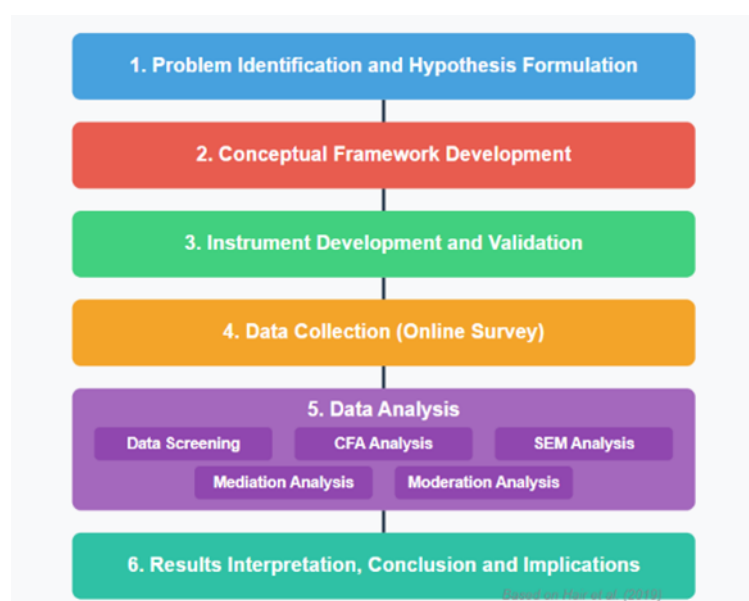 1. Problem Identification and Hypothesis Formulation
2. Conceptual Framework Development
3. Instrument Development and Validation
4. Data Collection (Online Survey)
5. Data Analysis
Data Screening CFA Analysis SEM Analysis
Mediation Analysis Moderation Analysis
6. Results Interpretation, Conclusion and Implications
Based on Hair et al. (2019)